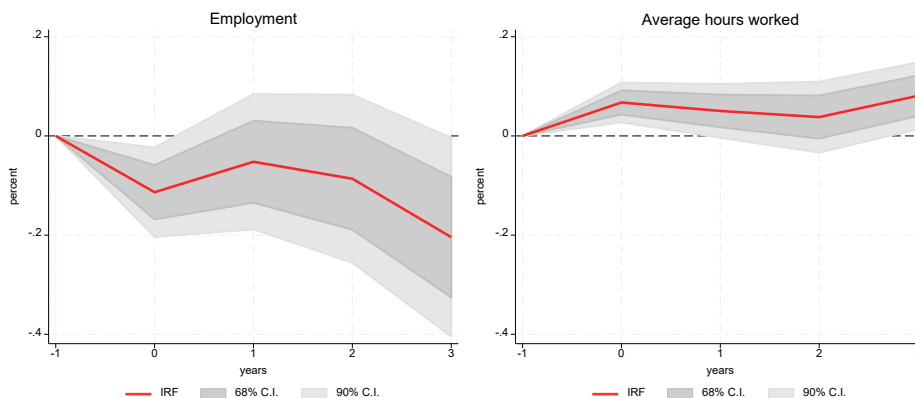 Employment
.2
0
-.2
-.4
percent
-1 0 1 2 3
years
IRF 68% C.I. 90% C.I.
Average hours worked
.2
0
-.2
-.4
percent
-1 0 1 2 3
years
IRF 68% C.I. 90% C.I.